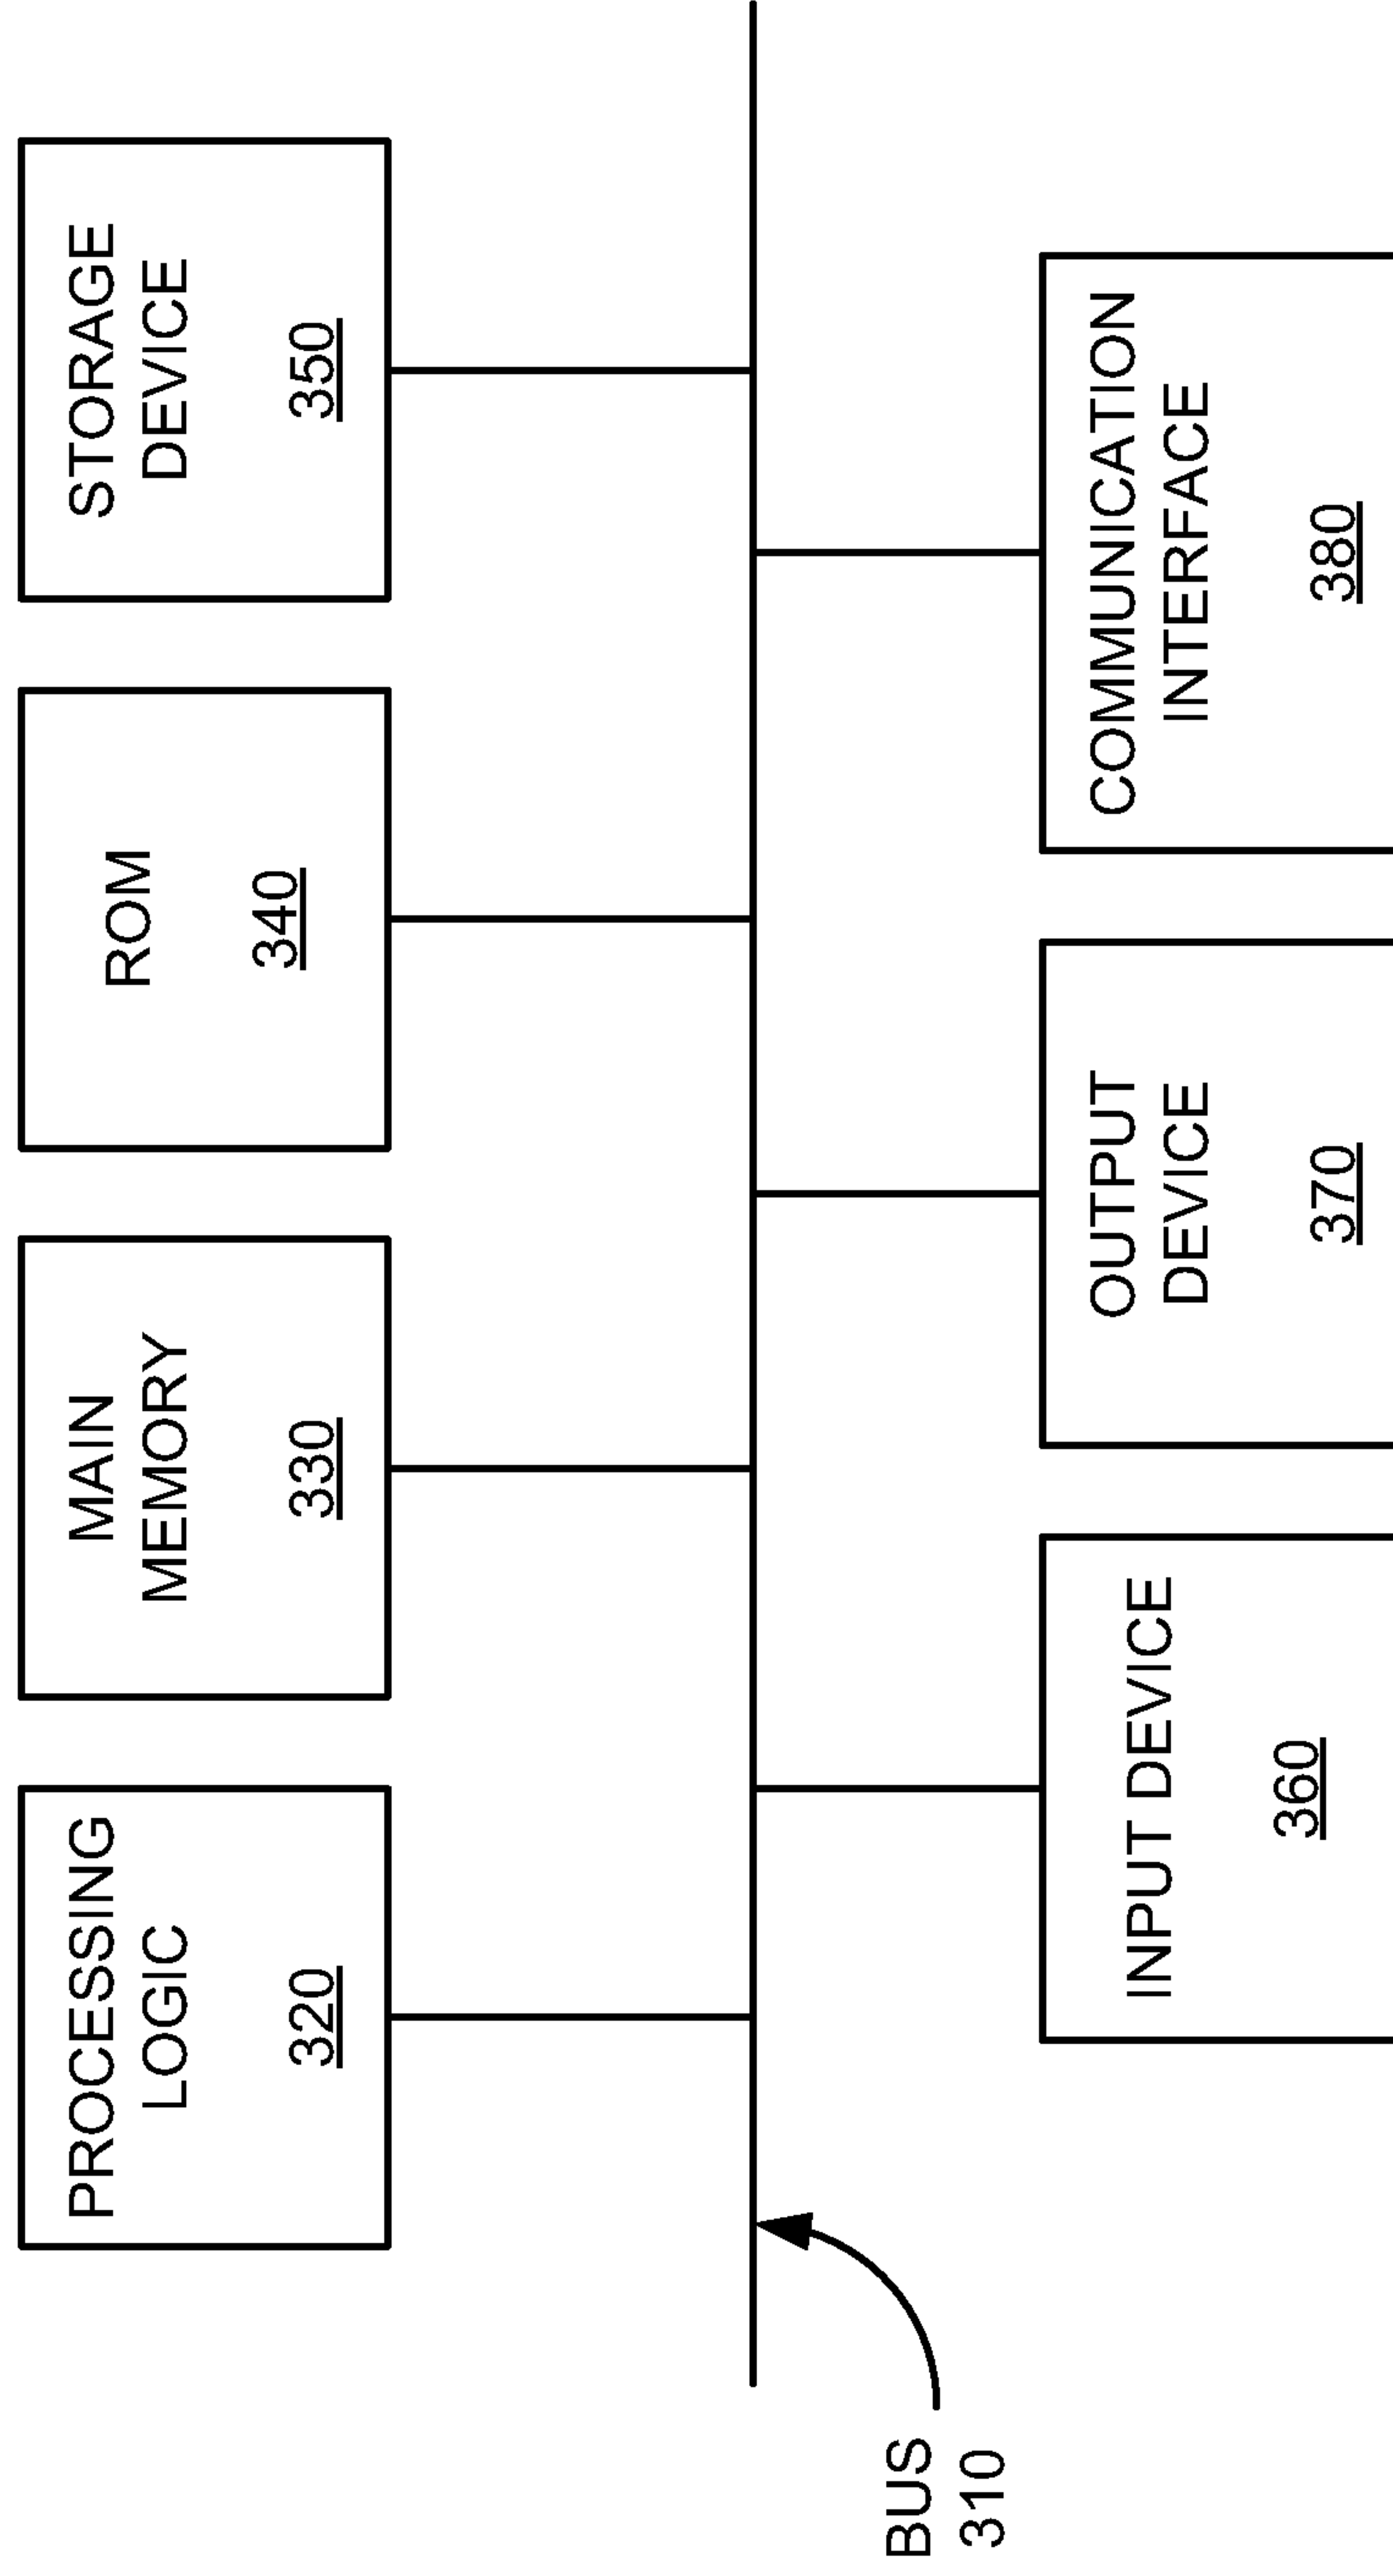 PROCESSING
LOGIC
320
MAIN
MEMORY
330
ROM
340
STORAGE
DEVICE
350
BUS
310
INPUT DEVICE
360
OUTPUT
DEVICE
370
COMMUNICATION
INTERFACE
380